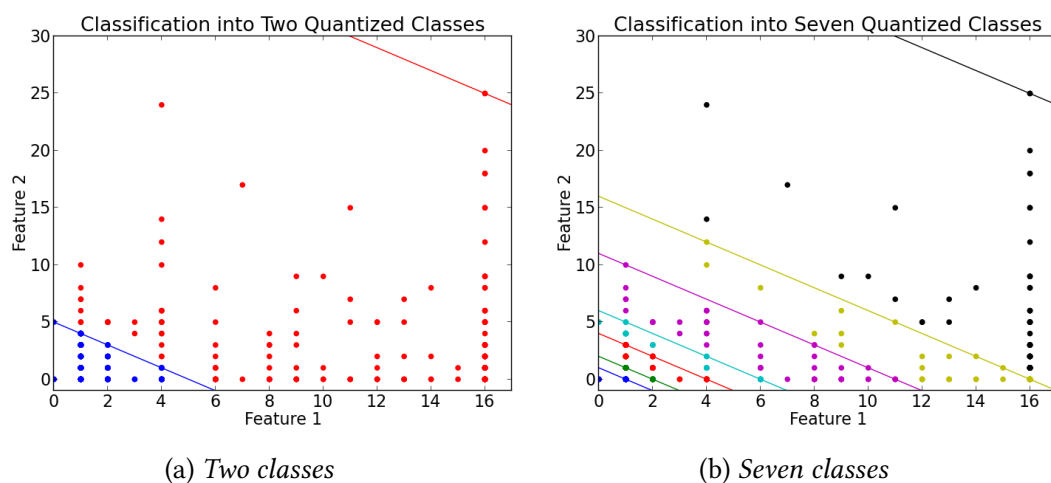 Classification into Two Quantized Classes
30
25
20
15
10
5
0
Feature 2
0 2 4 6 8 10 12 14 16
Feature 1
(a) Two classes
Classification into Seven Quantized Classes
30
25
20
15
10
5
0
Feature 2
0 2 4 6 8 10 12 14 16
Feature 1
(b) Seven classes